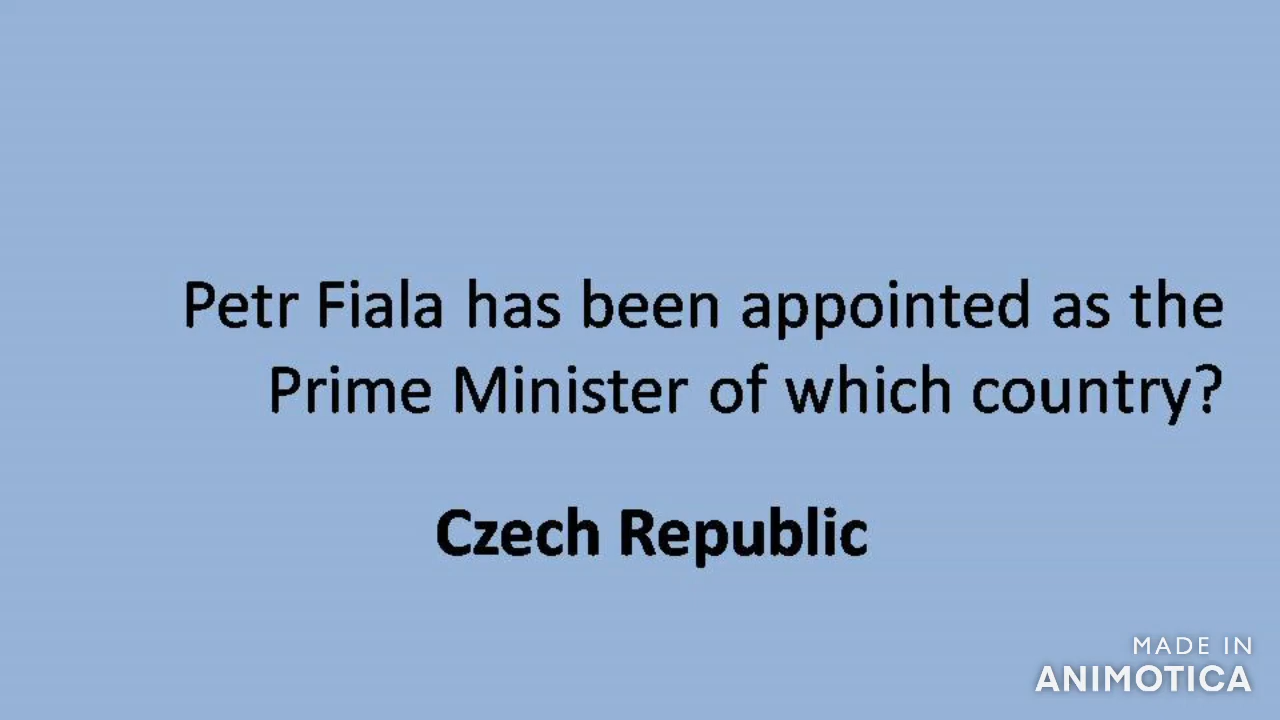 Petr Fiala has been appointed as the
Prime Minister of which country?
Czech Republic
MADE IN
ANIMOTICA